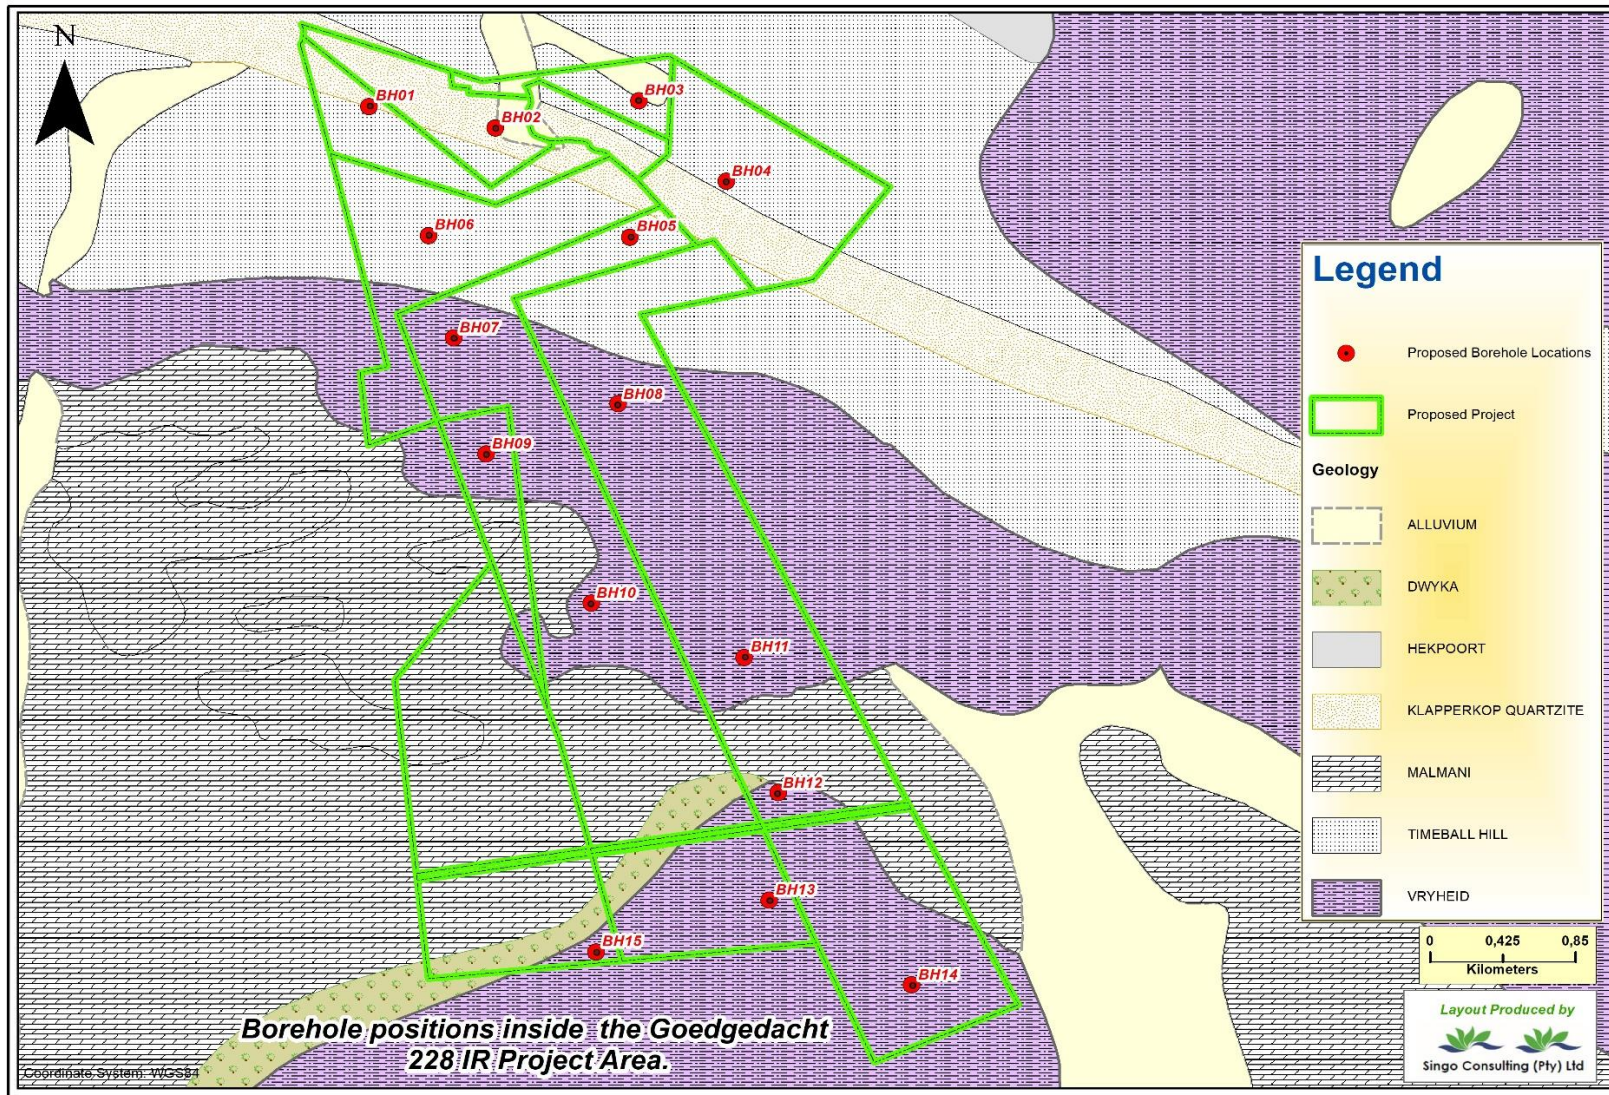 N
BH01
BH02
BH03
BH04
BH05
BH06
BH07
BH08
BH09
BH10
BH11
BH12
BH13
BH14
BH15
Legend
Proposed Borehole Locations
Proposed Project
Geology
ALLUVIUM
DWYKA
HEKPOORT
KLAPPERKOP QUARTZITE
MALMANI
TIMEBALL HILL
VRYHEID
0 0,425 0,85
Kilometers
Layout Produced by
Singo Consulting (Pty) Ltd
Borehole positions inside the Goedgedacht
228 IR Project Area.
Coordinate System: WGS84